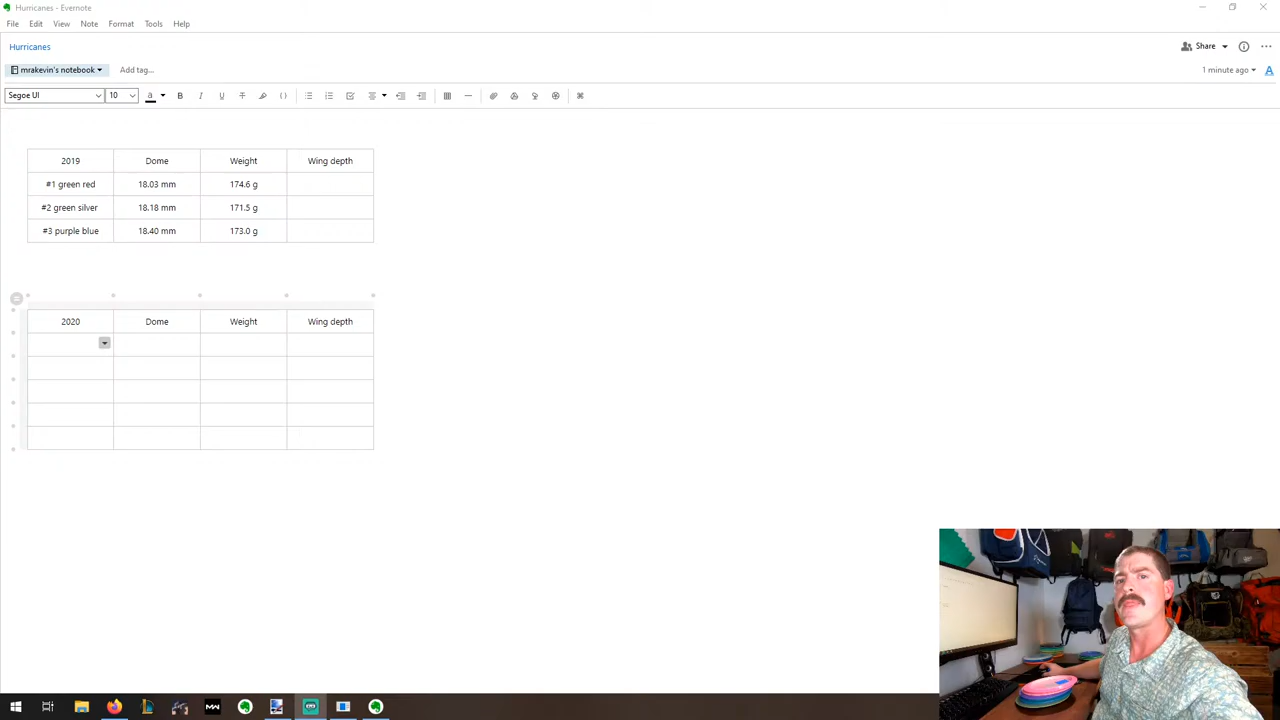 Hurricanes - Evernote
File Edit View Note Format Tools Help
Hurricanes
Share
mrakevin's notebook
Add tag...
1 minute ago
Segoe UI 10 a B I U T
2019 Dome Weight Wing depth
#1 green red 18.03 mm 174.6 g
#2 green silver 18.18 mm 171.5 g
#3 purple blue 18.40 mm 173.0 g
2020 Dome Weight Wing depth